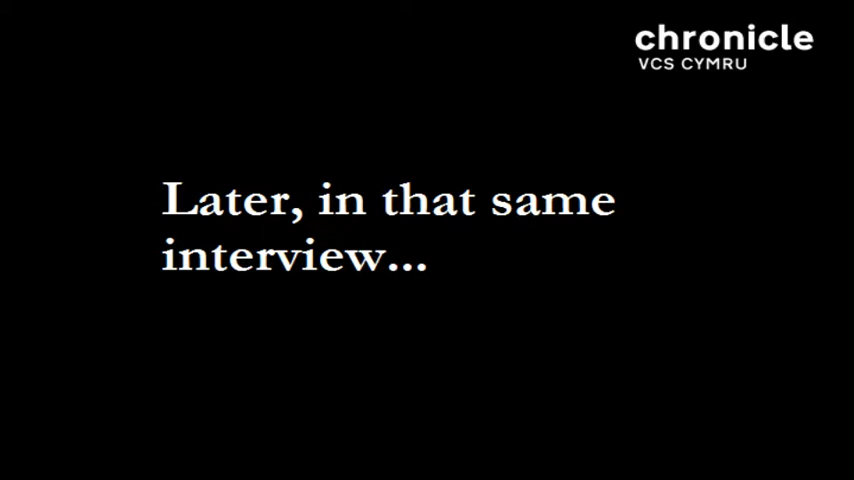 chronicle
VCS CYMRU
Later, in that same
interview...